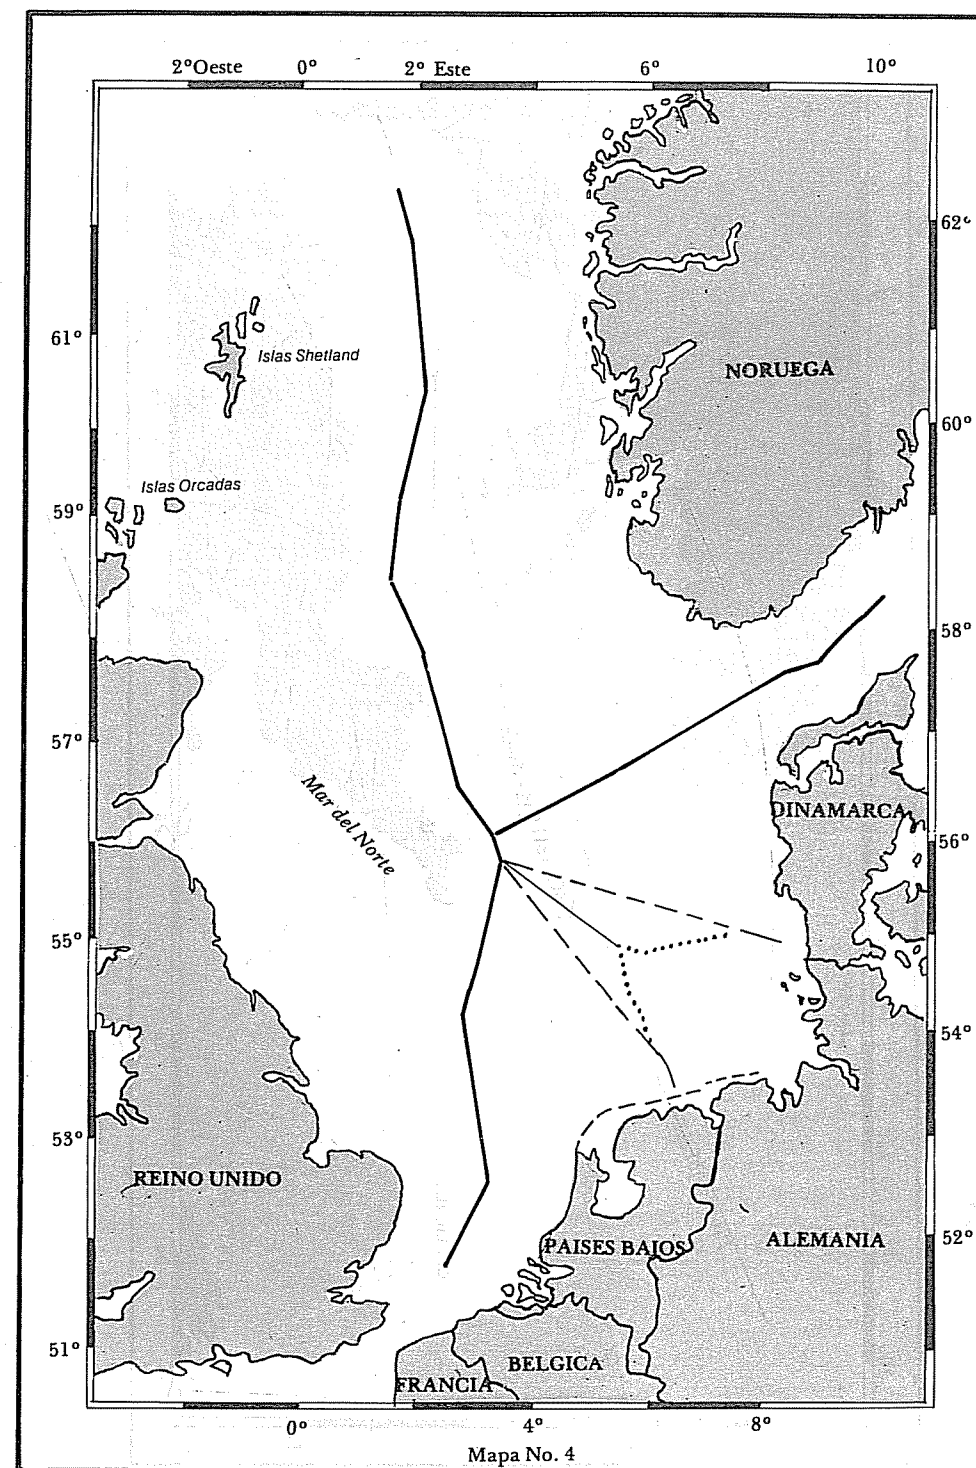 2°Oeste 0° 2° Este 6° 10°
62°
61°
Islas Shetland
NORUEGA
60°
Islas Orcadas
59°
58°
57°
Mar del Norte
DINAMARCA
56°
55°
54°
53°
REINO UNIDO
PAISES BAJOS
ALEMANIA
52°
51°
BELGICA
FRANCIA
0° 4° 8°
Mapa No. 4